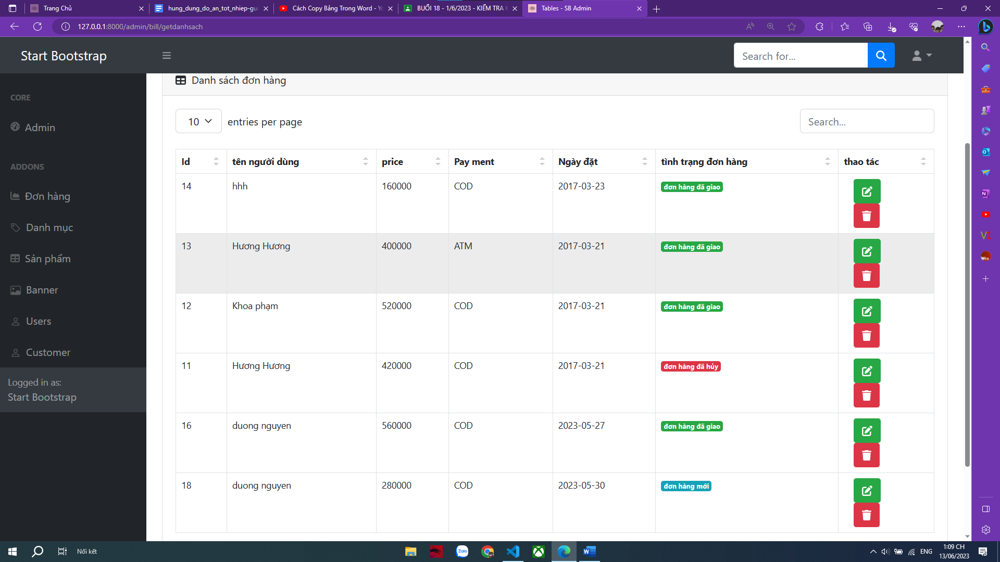 Trang Chủ
hung_dung_do_an_tot_nhiep-gui
Cách Copy Bảng Trong Word - Yo
BUỔI 18 - 1/6/2023 - KIỂM TRA K
Tables - SB Admin
127.0.0.1:8000/admin/bill/getdanhsach
Start Bootstrap
Search for...
CORE
Admin
ADDONS
Đơn hàng
Danh mục
Sản phẩm
Banner
Users
Customer
Logged in as:
Start Bootstrap
Danh sách đơn hàng
10 entries per page
Search...
Id tên người dùng price Pay ment Ngày đặt tình trạng đơn hàng thao tác
14 hhh 160000 COD 2017-03-23 đơn hàng đã giao
13 Hương Hương 400000 ATM 2017-03-21 đơn hàng đã giao
12 Khoa phạm 520000 COD 2017-03-21 đơn hàng đã giao
11 Hương Hương 420000 COD 2017-03-21 đơn hàng đã hủy
16 duong nguyen 560000 COD 2023-05-27 đơn hàng đã giao
18 duong nguyen 280000 COD 2023-05-30 đơn hàng mới
Nối kết
Zalo
ENG
1:09 CH
13/06/2023